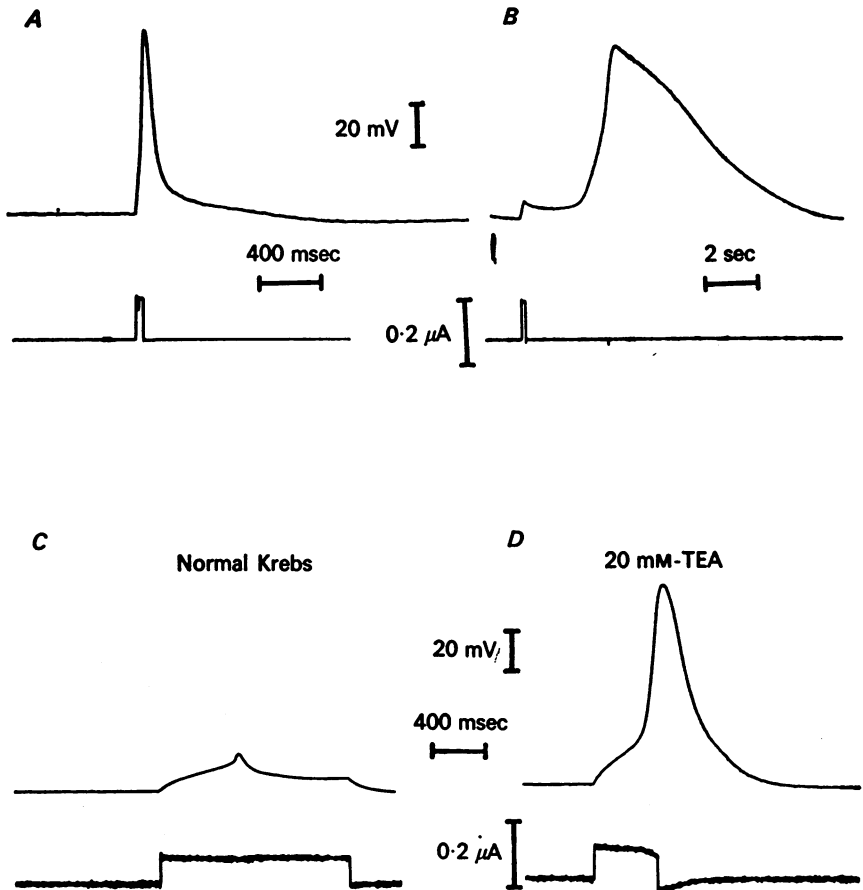 A
B
20 mV
400 msec
2 sec
0·2 μA
C
D
Normal Krebs
20 mM-TEA
20 mV
400 msec
0·2 μA